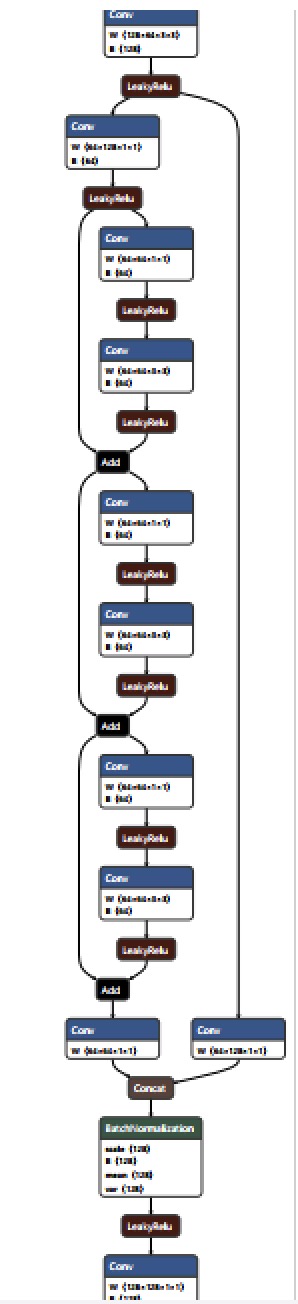 Conv
W ⟨128×64×3×3⟩
B ⟨128⟩
LeakyRelu
Conv
W ⟨64×128×1×1⟩
B ⟨64⟩
LeakyRelu
Conv
W ⟨64×64×1×1⟩
B ⟨64⟩
LeakyRelu
Conv
W ⟨64×64×3×3⟩
B ⟨64⟩
LeakyRelu
Add
Conv
W ⟨64×64×1×1⟩
B ⟨64⟩
LeakyRelu
Conv
W ⟨64×64×3×3⟩
B ⟨64⟩
LeakyRelu
Add
Conv
W ⟨64×64×1×1⟩
B ⟨64⟩
LeakyRelu
Conv
W ⟨64×64×3×3⟩
B ⟨64⟩
LeakyRelu
Add
Conv
W ⟨64×64×1×1⟩
Conv
W ⟨64×128×1×1⟩
Concat
BatchNormalization
scale ⟨128⟩
B ⟨128⟩
mean ⟨128⟩
var ⟨128⟩
LeakyRelu
Conv
W ⟨128×128×1×1⟩
B ⟨128⟩